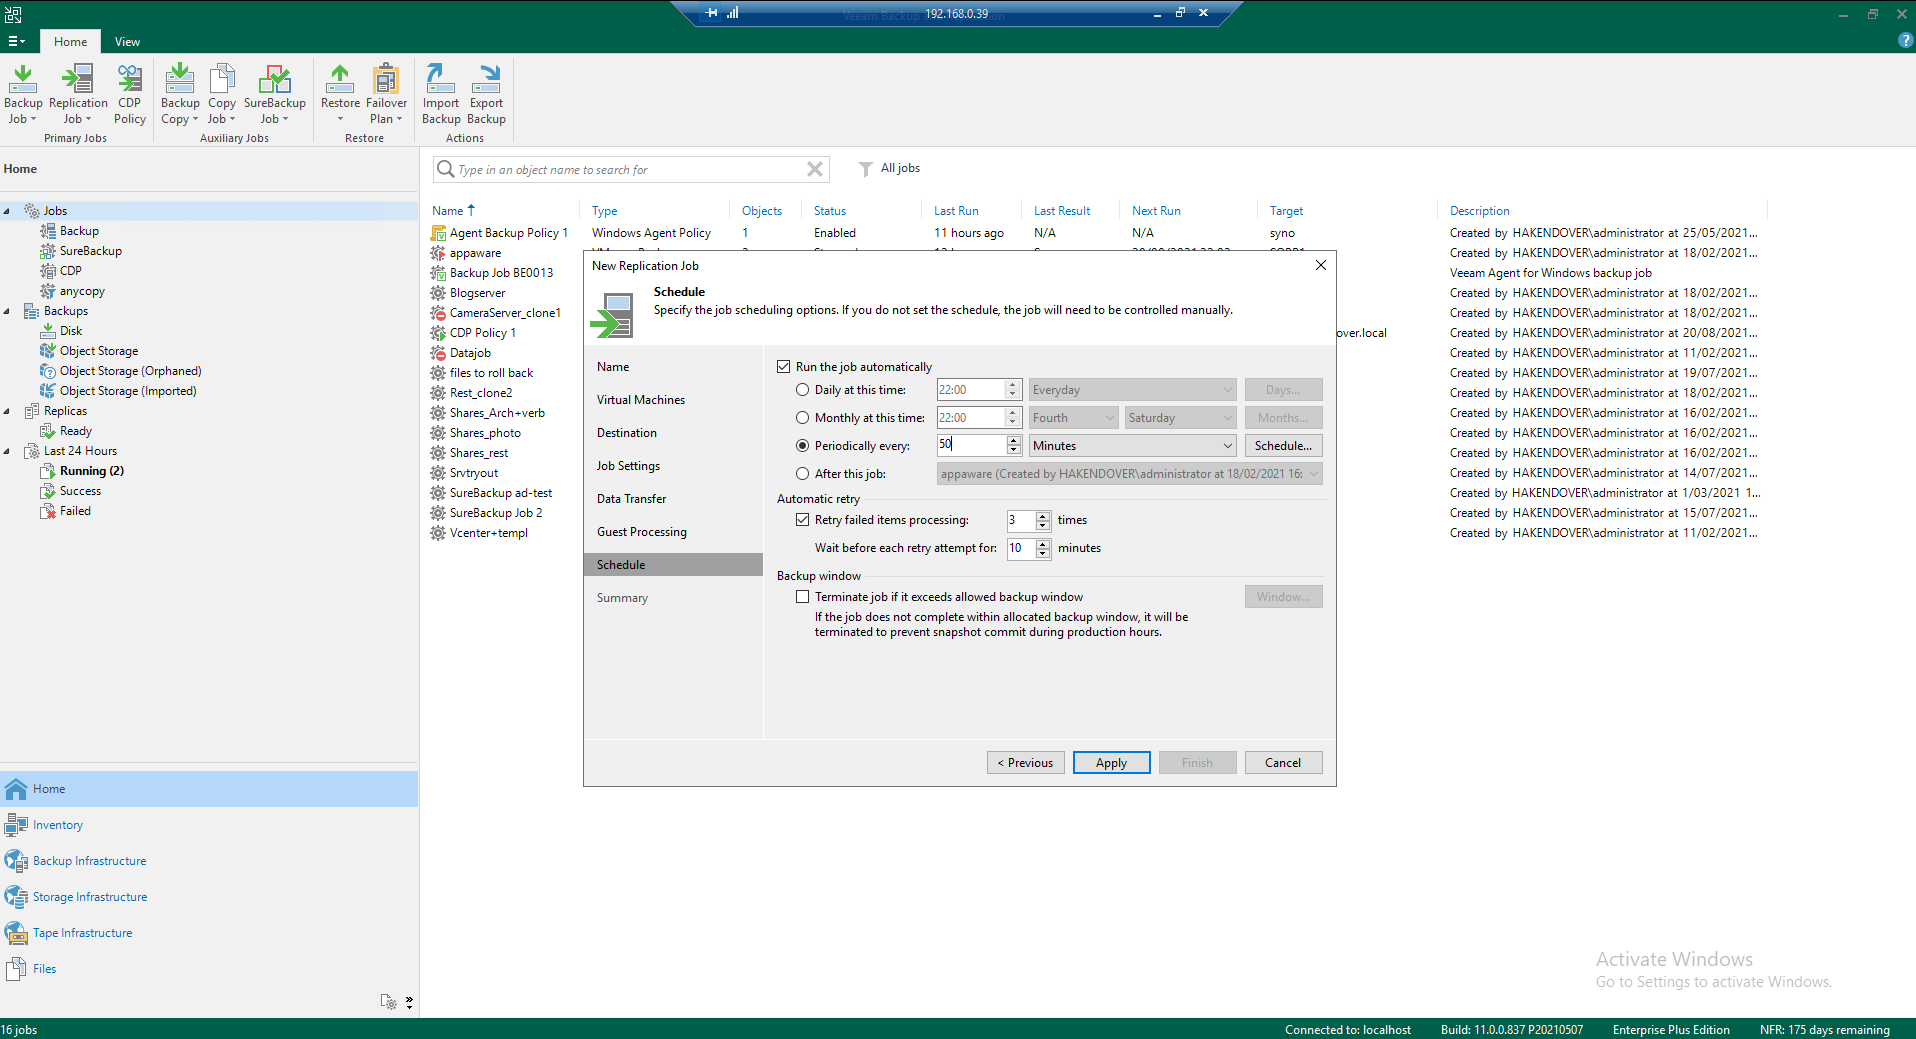 192.168.0.39
Home View
Backup Job
Replication Job
CDP Policy
Primary Jobs
Backup Copy
Copy Job
SureBackup Job
Auxiliary Jobs
Restore
Failover Plan
Restore
Import Backup
Export Backup
Actions
Home
Jobs
Backup
SureBackup
CDP
anycopy
Backups
Disk
Object Storage
Object Storage (Orphaned)
Object Storage (Imported)
Replicas
Ready
Last 24 Hours
Running (2)
Success
Failed
Home
Inventory
Backup Infrastructure
Storage Infrastructure
Tape Infrastructure
Files
Type in an object name to search for
All jobs
Name Type Objects Status Last Run Last Result Next Run Target Description
Agent Backup Policy 1 Windows Agent Policy 1 Enabled 11 hours ago N/A N/A syno Created by HAKENDOVER\administrator at 25/05/2021...
appaware Created by HAKENDOVER\administrator at 18/02/2021...
Backup Job BE0013 Veeam Agent for Windows backup job
Blogserver Created by HAKENDOVER\administrator at 18/02/2021...
CameraServer_clone1 Created by HAKENDOVER\administrator at 18/02/2021...
CDP Policy 1 over.local Created by HAKENDOVER\administrator at 20/08/2021...
Datajob Created by HAKENDOVER\administrator at 11/02/2021...
files to roll back Created by HAKENDOVER\administrator at 19/07/2021...
Rest_clone2 Created by HAKENDOVER\administrator at 18/02/2021...
Shares_Arch+verb Created by HAKENDOVER\administrator at 16/02/2021...
Shares_photo Created by HAKENDOVER\administrator at 16/02/2021...
Shares_rest Created by HAKENDOVER\administrator at 16/02/2021...
Srvtryout Created by HAKENDOVER\administrator at 14/07/2021...
SureBackup ad-test Created by HAKENDOVER\administrator at 1/03/2021 1...
SureBackup Job 2 Created by HAKENDOVER\administrator at 15/07/2021...
Vcenter+templ Created by HAKENDOVER\administrator at 11/02/2021...
New Replication Job
Schedule
Specify the job scheduling options. If you do not set the schedule, the job will need to be controlled manually.
Name
Virtual Machines
Destination
Job Settings
Data Transfer
Guest Processing
Schedule
Summary
Run the job automatically
Daily at this time: 22:00 Everyday Days...
Monthly at this time: 22:00 Fourth Saturday Months...
Periodically every: 50 Minutes Schedule...
After this job: appaware (Created by HAKENDOVER\administrator at 18/02/2021 16:
Automatic retry
Retry failed items processing: 3 times
Wait before each retry attempt for: 10 minutes
Backup window
Terminate job if it exceeds allowed backup window Window...
If the job does not complete within allocated backup window, it will be
terminated to prevent snapshot commit during production hours.
< Previous Apply Finish Cancel
Activate Windows
Go to Settings to activate Windows.
16 jobs Connected to: localhost Build: 11.0.0.837 P20210507 Enterprise Plus Edition NFR: 175 days remaining